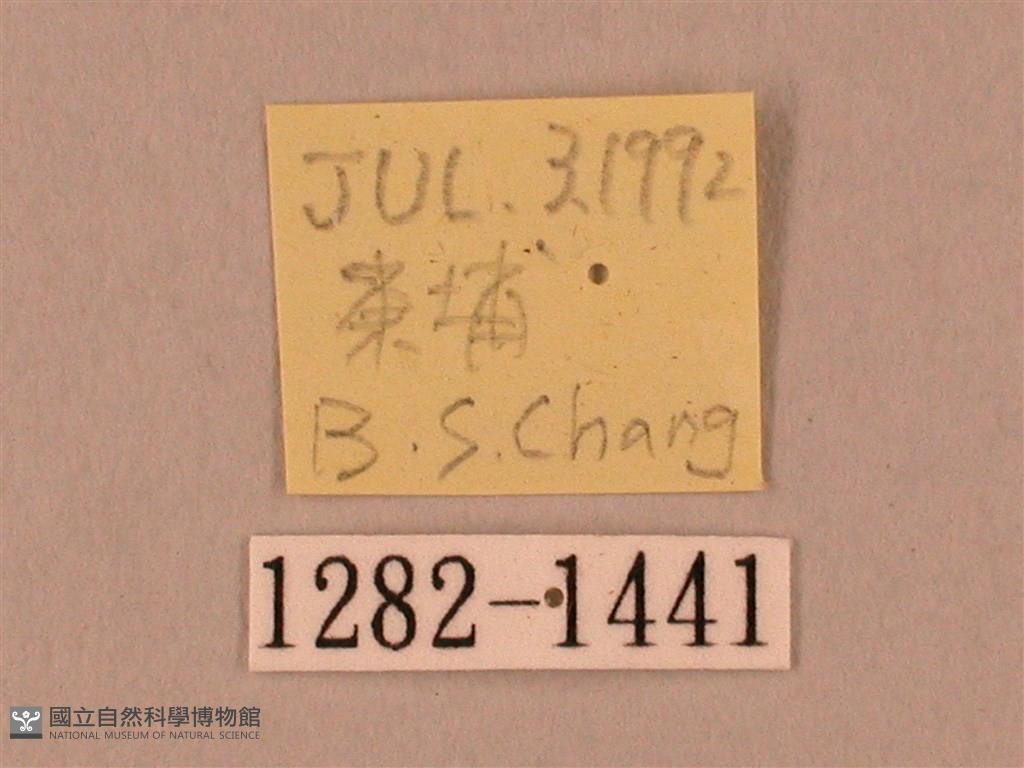 JUL. 3.1992
東埔
B.S.Chang
1282-1441
國立自然科學博物館
NATIONAL MUSEUM OF NATURAL SCIENCE